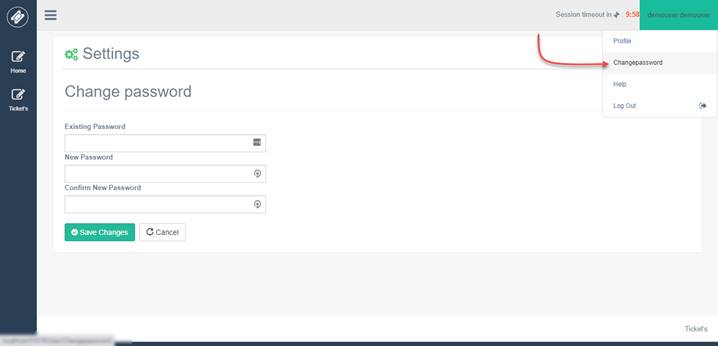 Session timeout in : 9:58
demouser demouser
Profile
Changepassword
Help
Log Out
Home
Ticket's
Settings
Change password
Existing Password
New Password
Confirm New Password
Save Changes
Cancel
Ticket's